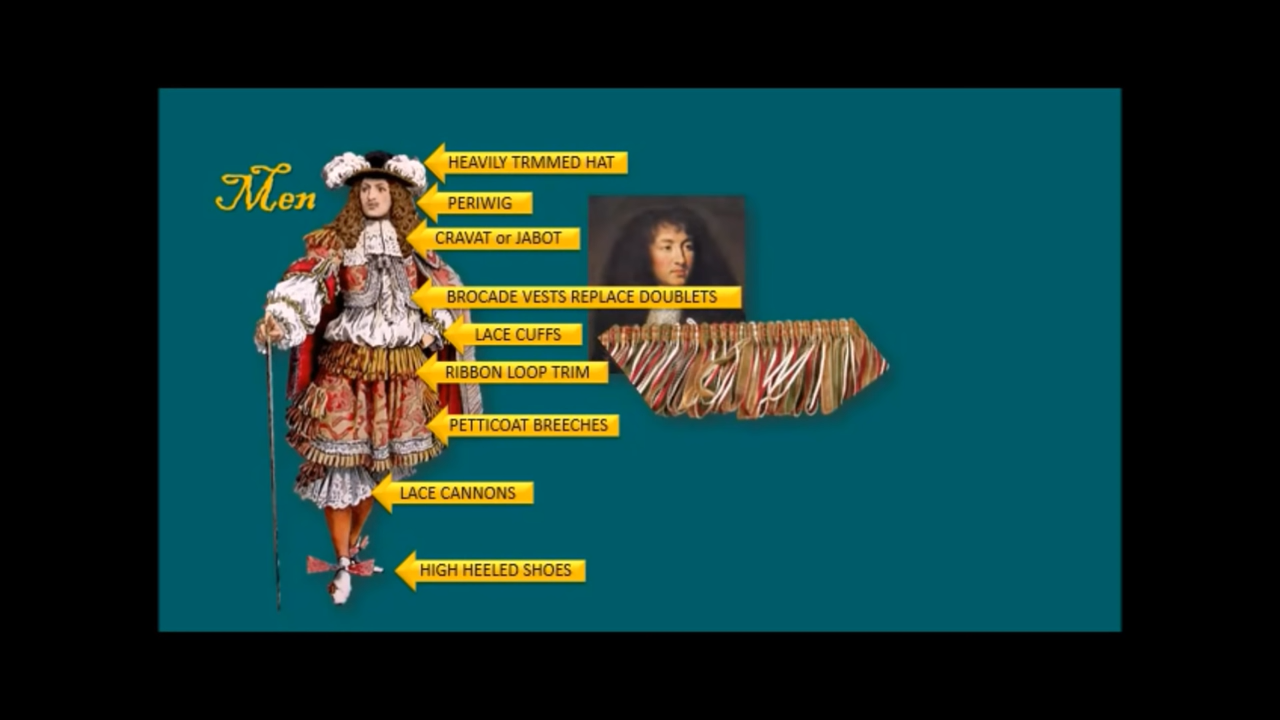 Men
HEAVILY TRMMED HAT
PERIWIG
CRAVAT or JABOT
BROCADE VESTS REPLACE DOUBLETS
LACE CUFFS
RIBBON LOOP TRIM
PETTICOAT BREECHES
LACE CANNONS
HIGH HEELED SHOES